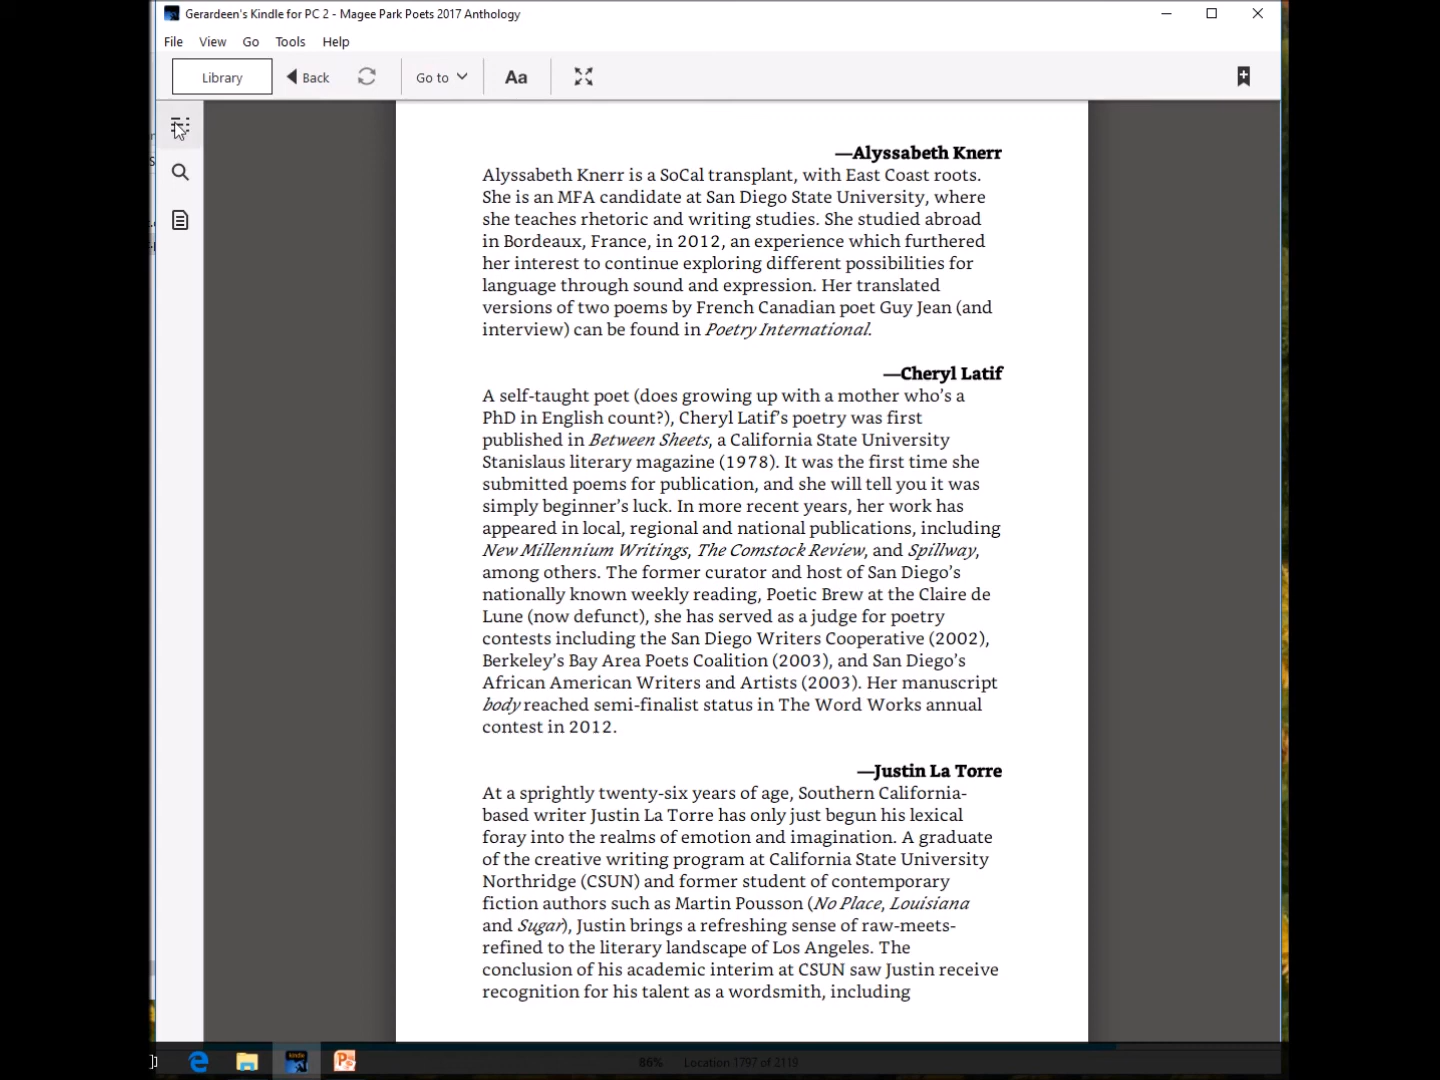 Gerardeen's Kindle for PC 2 - Magee Park Poets 2017 Anthology
File View Go Tools Help
Library Back Go to Aa
—Alyssabeth Knerr
Alyssabeth Knerr is a SoCal transplant, with East Coast roots.
She is an MFA candidate at San Diego State University, where
she teaches rhetoric and writing studies. She studied abroad
in Bordeaux, France, in 2012, an experience which furthered
her interest to continue exploring different possibilities for
language through sound and expression. Her translated
versions of two poems by French Canadian poet Guy Jean (and
interview) can be found in Poetry International.
—Cheryl Latif
A self-taught poet (does growing up with a mother who's a
PhD in English count?), Cheryl Latif's poetry was first
published in Between Sheets, a California State University
Stanislaus literary magazine (1978). It was the first time she
submitted poems for publication, and she will tell you it was
simply beginner's luck. In more recent years, her work has
appeared in local, regional and national publications, including
New Millennium Writings, The Comstock Review, and Spillway,
among others. The former curator and host of San Diego's
nationally known weekly reading, Poetic Brew at the Claire de
Lune (now defunct), she has served as a judge for poetry
contests including the San Diego Writers Cooperative (2002),
Berkeley's Bay Area Poets Coalition (2003), and San Diego's
African American Writers and Artists (2003). Her manuscript
body reached semi-finalist status in The Word Works annual
contest in 2012.
—Justin La Torre
At a sprightly twenty-six years of age, Southern California-
based writer Justin La Torre has only just begun his lexical
foray into the realms of emotion and imagination. A graduate
of the creative writing program at California State University
Northridge (CSUN) and former student of contemporary
fiction authors such as Martin Pousson (No Place, Louisiana
and Sugar), Justin brings a refreshing sense of raw-meets-
refined to the literary landscape of Los Angeles. The
conclusion of his academic interim at CSUN saw Justin receive
recognition for his talent as a wordsmith, including
86% Location 1797 of 2119